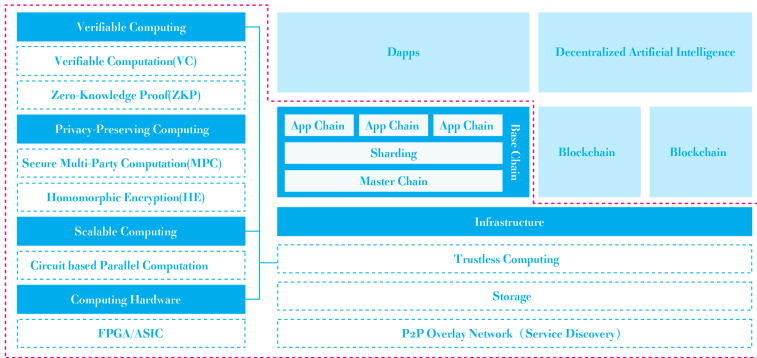 Verifiable Computing
Verifiable Computation(VC)
Zero-Knowledge Proof(ZKP)
Privacy-Preserving Computing
Secure Multi-Party Computation(MPC)
Homomorphic Encryption(HE)
Scalable Computing
Circuit based Parallel Computation
Computing Hardware
FPGA/ASIC
Dapps
Decentralized Artificial Intelligence
App Chain
App Chain
App Chain
Sharding
Master Chain
Base Chain
Blockchain
Blockchain
Infrastructure
Trustless Computing
Storage
P2P Overlay Network（Service Discovery）